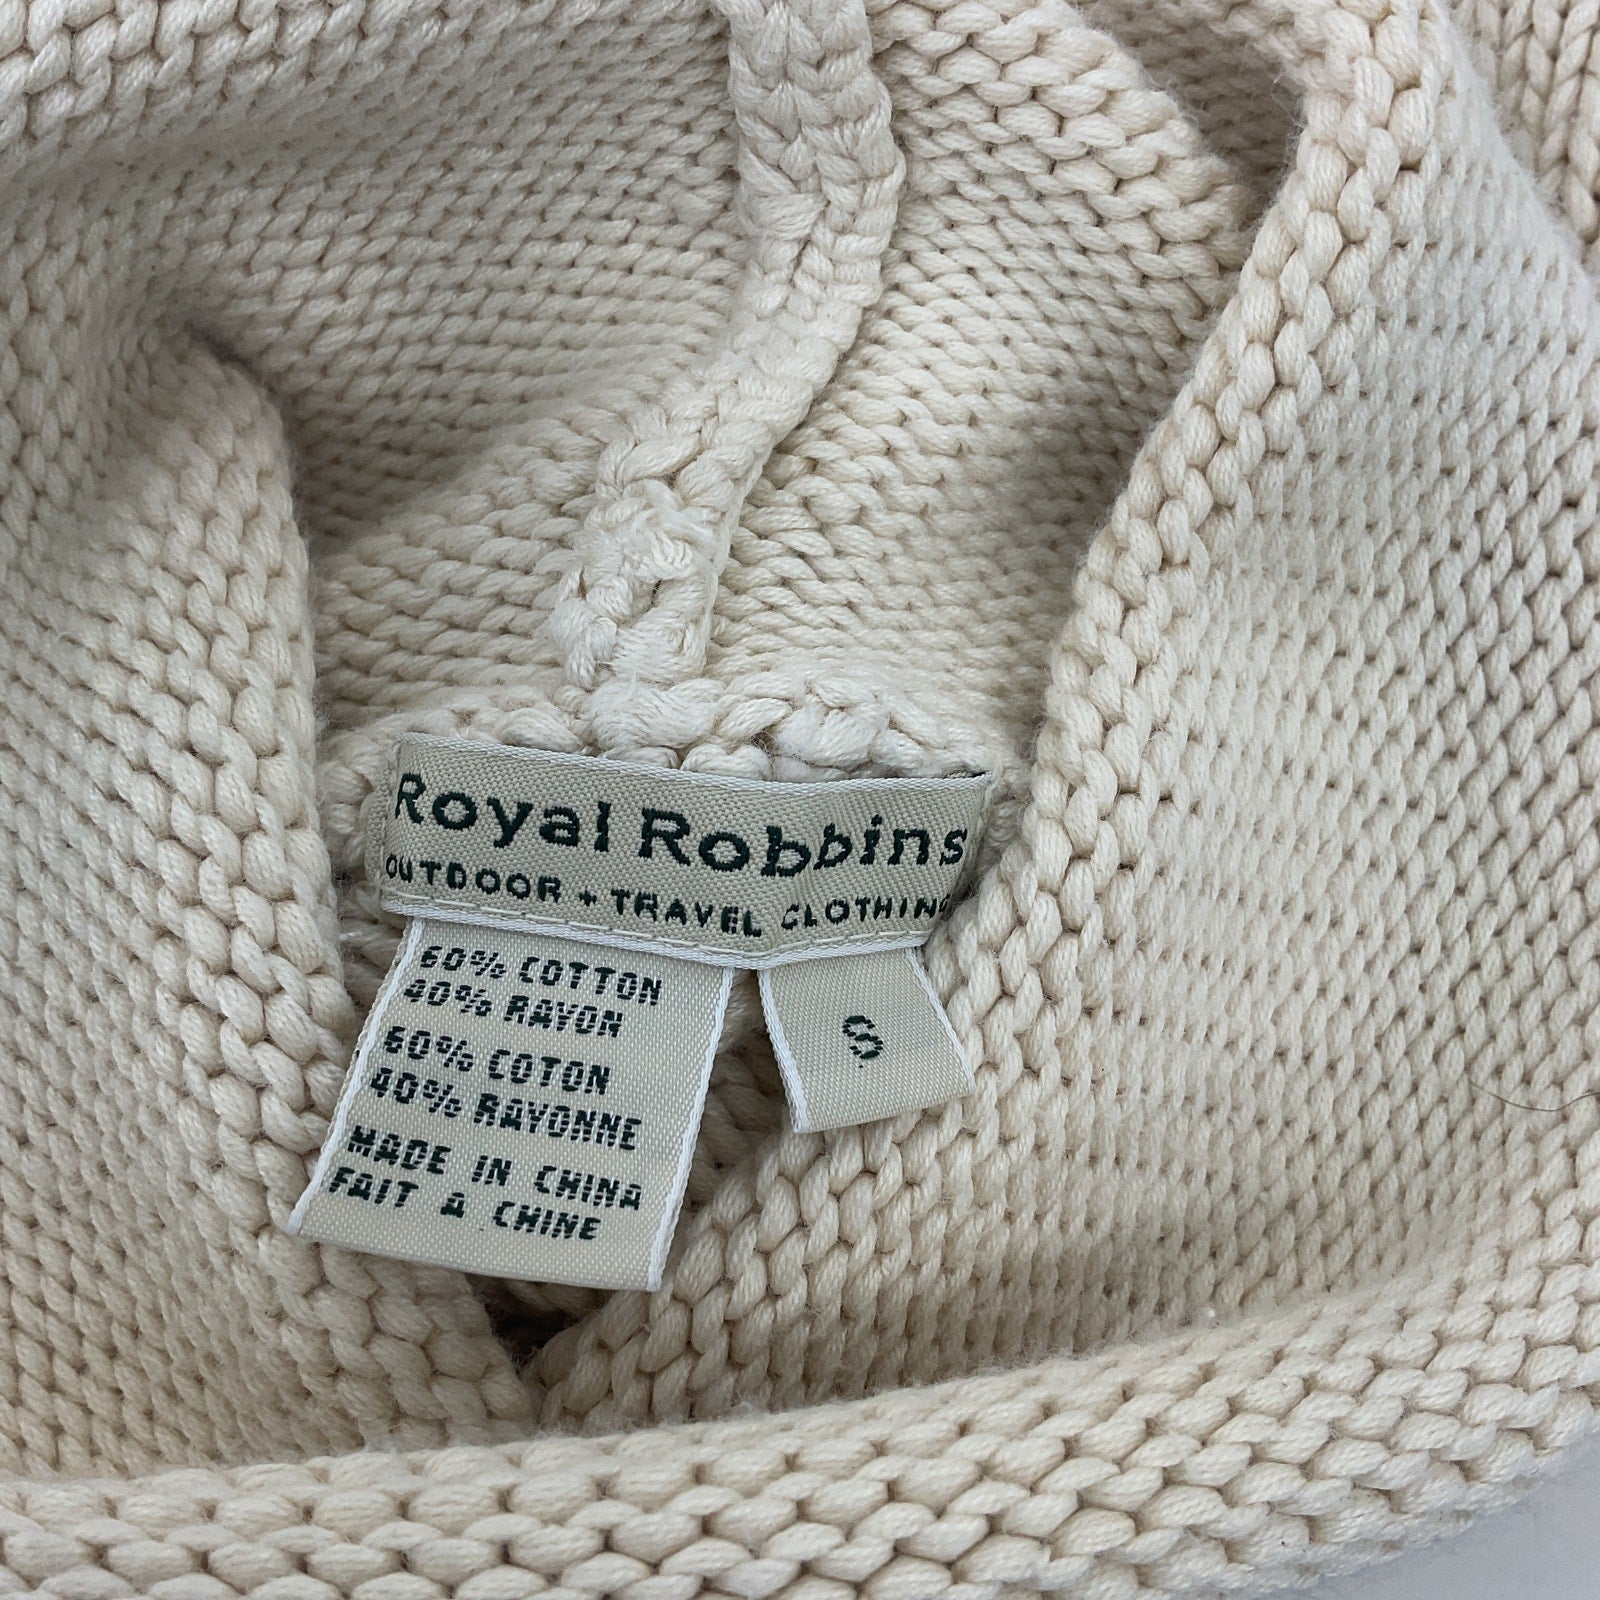 Royal Robbins
OUTDOOR + TRAVEL CLOTHING
60% COTTON
40% RAYON
60% COTON
40% RAYONNE
MADE IN CHINA
FAIT A CHINE
S